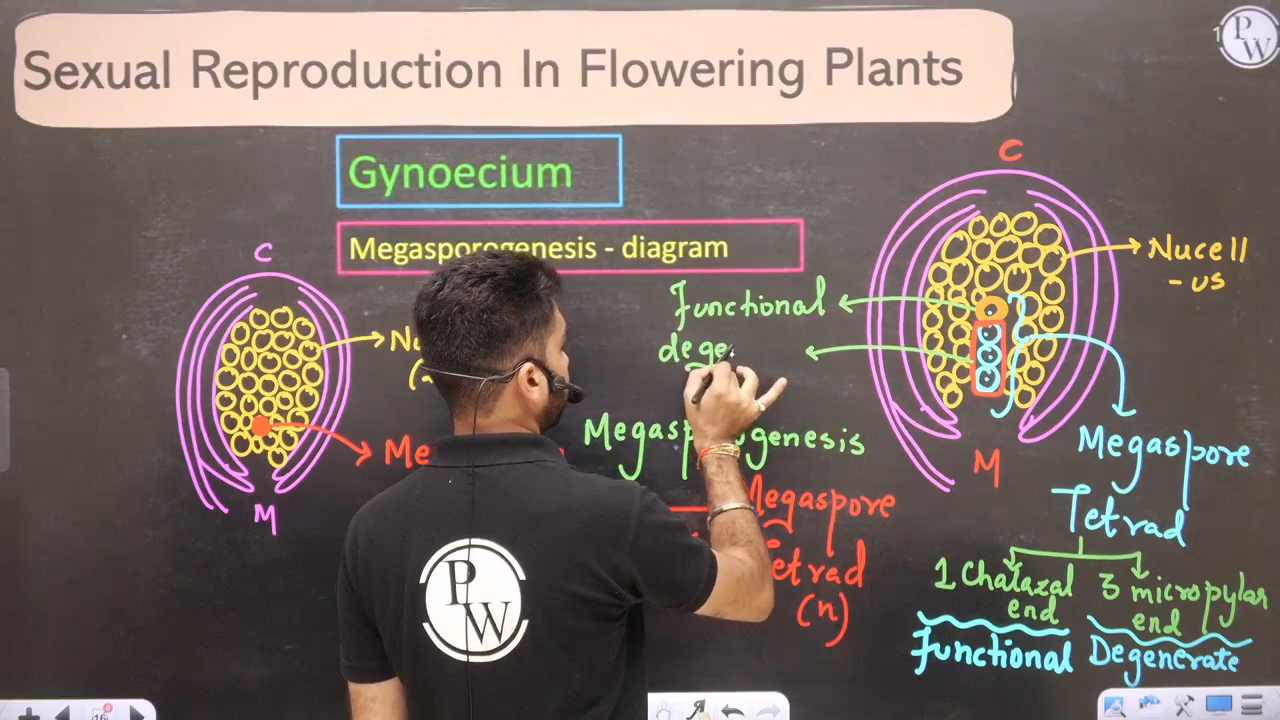 Sexual Reproduction In Flowering Plants
PW
Gynoecium
Megasporogenesis - diagram
C
C
Nucell
- us
Functional
dege
M
M
Megasporogenesis
Megaspore
Tetrad
(n)
Megaspore
Tetrad
1 Chalazal
end
3 micropylar
end
Functional
Degenerate
PW